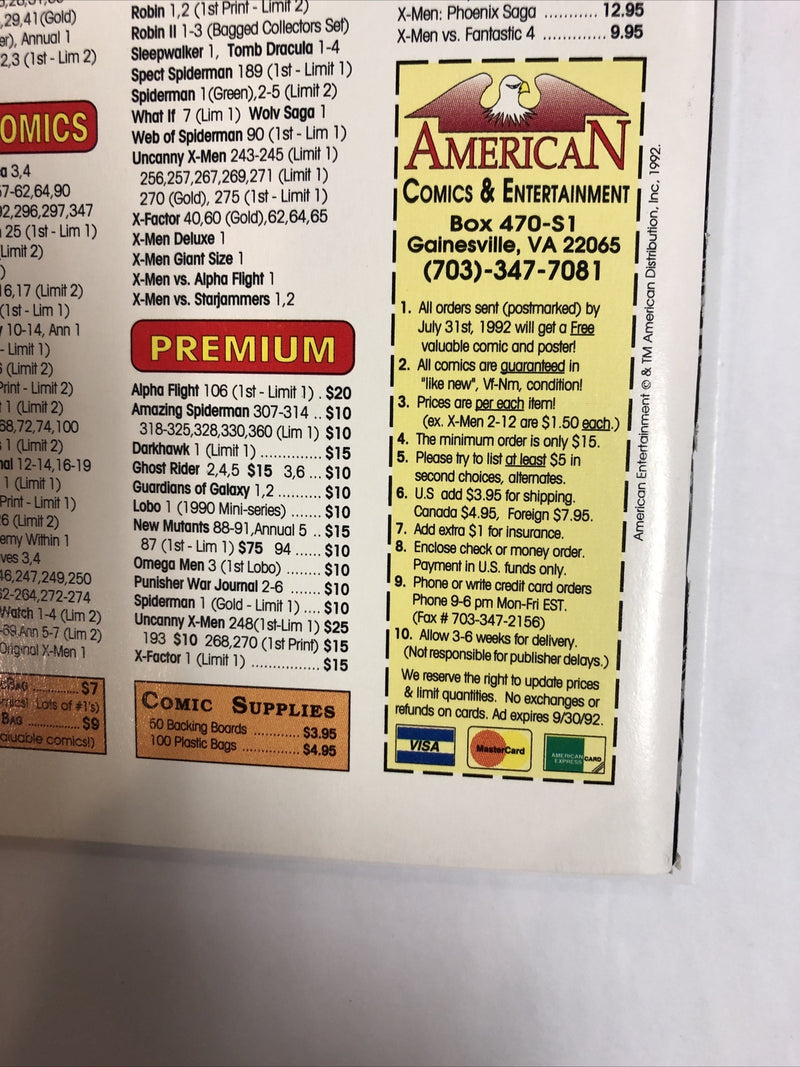 ,29,41(Gold)
er), Annual 1
2,3 (1st - Lim 2)
OMICS
a 3,4
57-62,64,90
92,296,297,347
25 (1st - Lim 1)
Limit 2)
)
16,17 (Limit 2)
(1st - Lim 1)
10-14, Ann 1
- Limit 1)
(Limit 2)
Print - Limit 2)
1 (Limit 2)
68,72,74,100
1 (Limit 2)
nal 12-14,16-19
1 (Limit 1)
Print - Limit 1)
6 (Limit 2)
emy Within 1
ves 3,4
46,247,249,250
52-264,272-274
Watch 1-4 (Lim 2)
-39,Ann 5-7 (Lim 2)
Original X-Men 1
BAG ........ $7
Lots of #1's)
BAG ........ $9
aluable comics!)
Robin 1,2 (1st Print - Limit 2)
Robin II 1-3 (Bagged Collectors Set)
Sleepwalker 1, Tomb Dracula 1-4
Spect Spiderman 189 (1st - Limit 1)
Spiderman 1(Green),2-5 (Limit 2)
What If 7 (Lim 1) Wolv Saga 1
Web of Spiderman 90 (1st - Lim 1)
Uncanny X-Men 243-245 (Limit 1)
256,257,267,269,271 (Limit 1)
270 (Gold), 275 (1st - Limit 1)
X-Factor 40,60 (Gold),62,64,65
X-Men Deluxe 1
X-Men Giant Size 1
X-Men vs. Alpha Flight 1
X-Men vs. Starjammers 1,2
PREMIUM
Alpha Flight 106 (1st - Limit 1) . $20
Amazing Spiderman 307-314 .. $10
318-325,328,330,360 (Lim 1) $10
Darkhawk 1 (Limit 1) ............... $15
Ghost Rider 2,4,5 $15 3,6 ... $10
Guardians of Galaxy 1,2 .......... $10
Lobo 1 (1990 Mini-series) ....... $10
New Mutants 88-91,Annual 5 .. $15
87 (1st - Lim 1) $75 94 ...... $10
Omega Men 3 (1st Lobo) ........ $10
Punisher War Journal 2-6 ....... $10
Spiderman 1 (Gold - Limit 1) .... $10
Uncanny X-Men 248(1st-Lim 1) $25
193 $10 268,270 (1st Print) $15
X-Factor 1 (Limit 1) ................ $15
COMIC SUPPLIES
50 Backing Boards ............ $3.95
100 Plastic Bags ............... $4.95
X-Men: Phoenix Saga ........... 12.95
X-Men vs. Fantastic 4 ............. 9.95
AMERICAN
COMICS & ENTERTAINMENT
Box 470-S1
Gainesville, VA 22065
(703)-347-7081
1. All orders sent (postmarked) by
July 31st, 1992 will get a Free
valuable comic and poster!
2. All comics are guaranteed in
"like new", Vf-Nm, condition!
3. Prices are per each item!
(ex. X-Men 2-12 are $1.50 each.)
4. The minimum order is only $15.
5. Please try to list at least $5 in
second choices, alternates.
6. U.S add $3.95 for shipping.
Canada $4.95, Foreign $7.95.
7. Add extra $1 for insurance.
8. Enclose check or money order.
Payment in U.S. funds only.
9. Phone or write credit card orders
Phone 9-6 pm Mon-Fri EST.
(Fax # 703-347-2156)
10. Allow 3-6 weeks for delivery.
(Not responsible for publisher delays.)
We reserve the right to update prices
& limit quantities. No exchanges or
refunds on cards. Ad expires 9/30/92.
VISA
MasterCard
AMERICAN EXPRESS CARD
American Entertainment © & TM American Distribution, Inc. 1992.